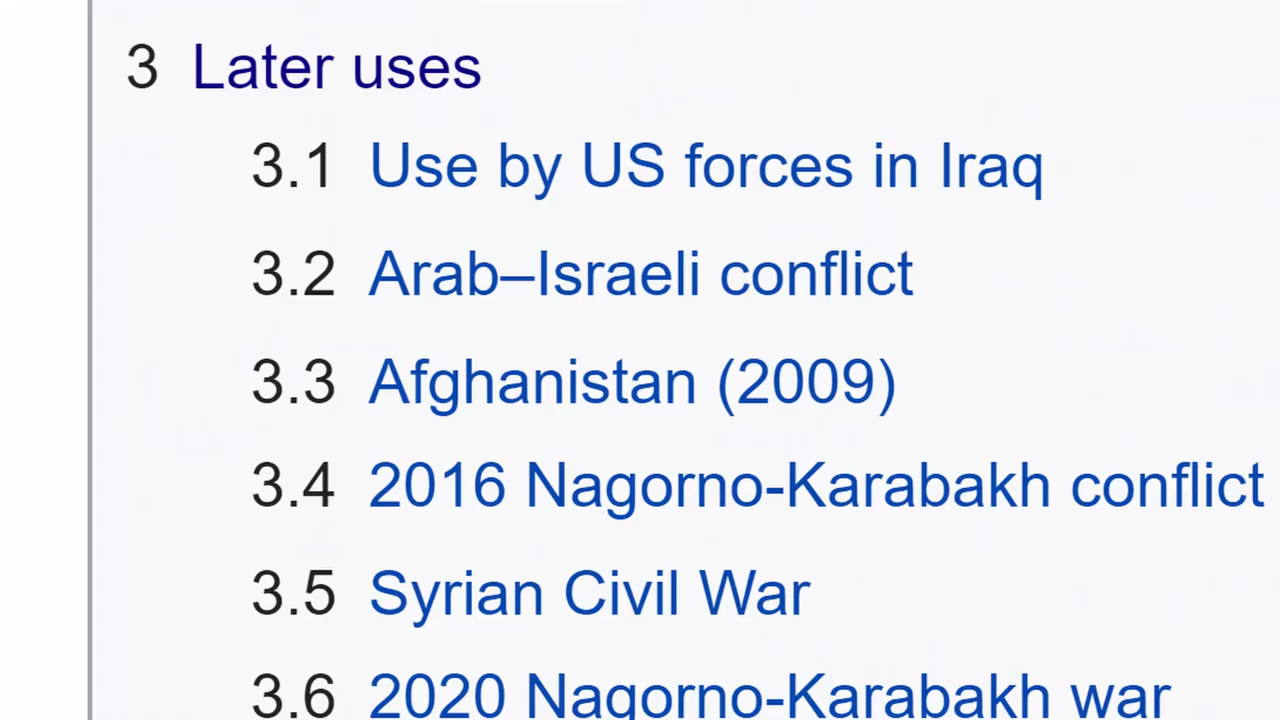 3 Later uses
3.1 Use by US forces in Iraq
3.2 Arab–Israeli conflict
3.3 Afghanistan (2009)
3.4 2016 Nagorno-Karabakh conflict
3.5 Syrian Civil War
3.6 2020 Nagorno-Karabakh war